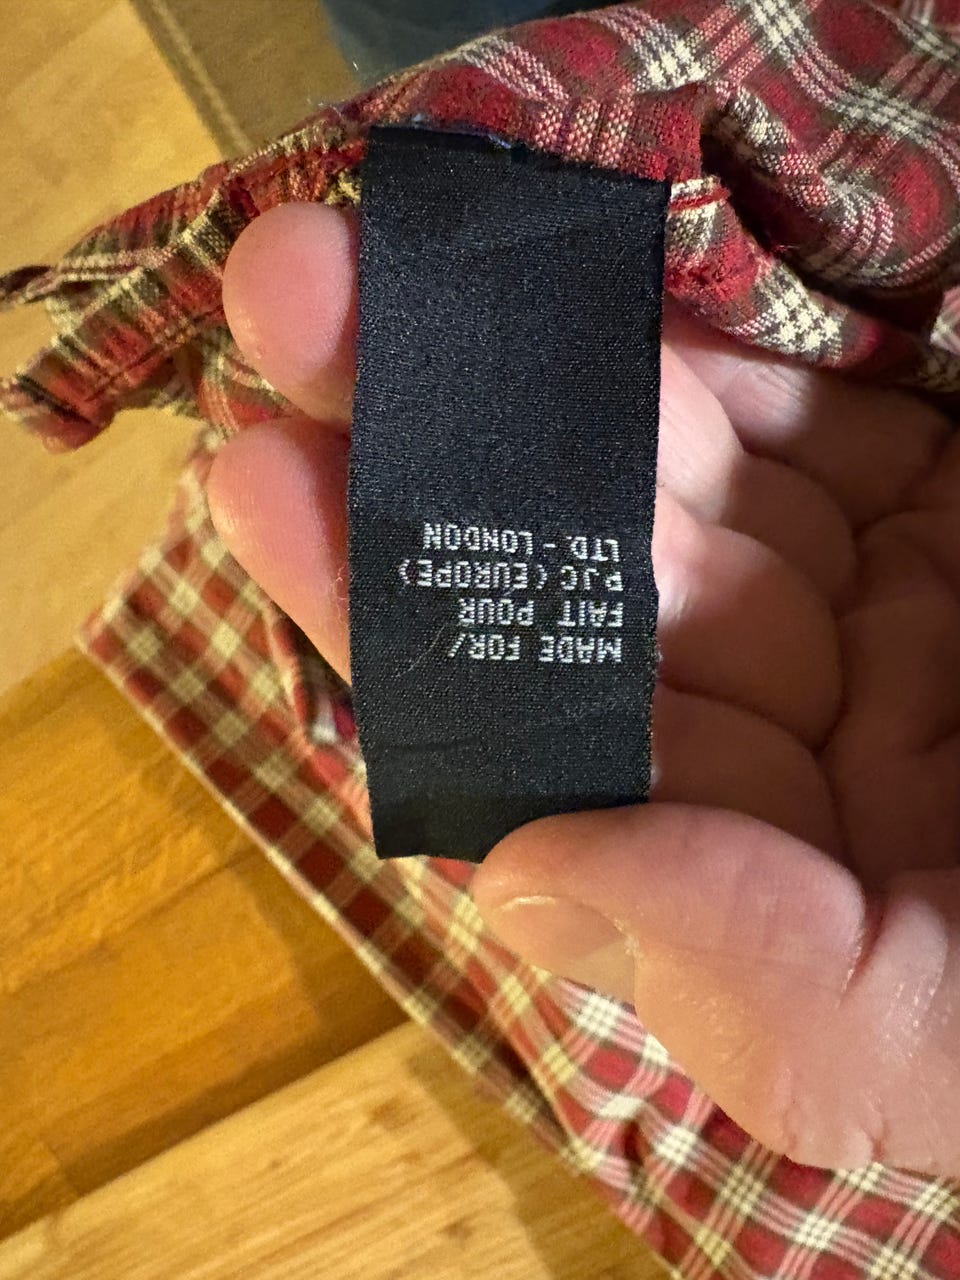 MADE FOR/
FAIT POUR
PJC (EUROPE)
LTD. - LONDON